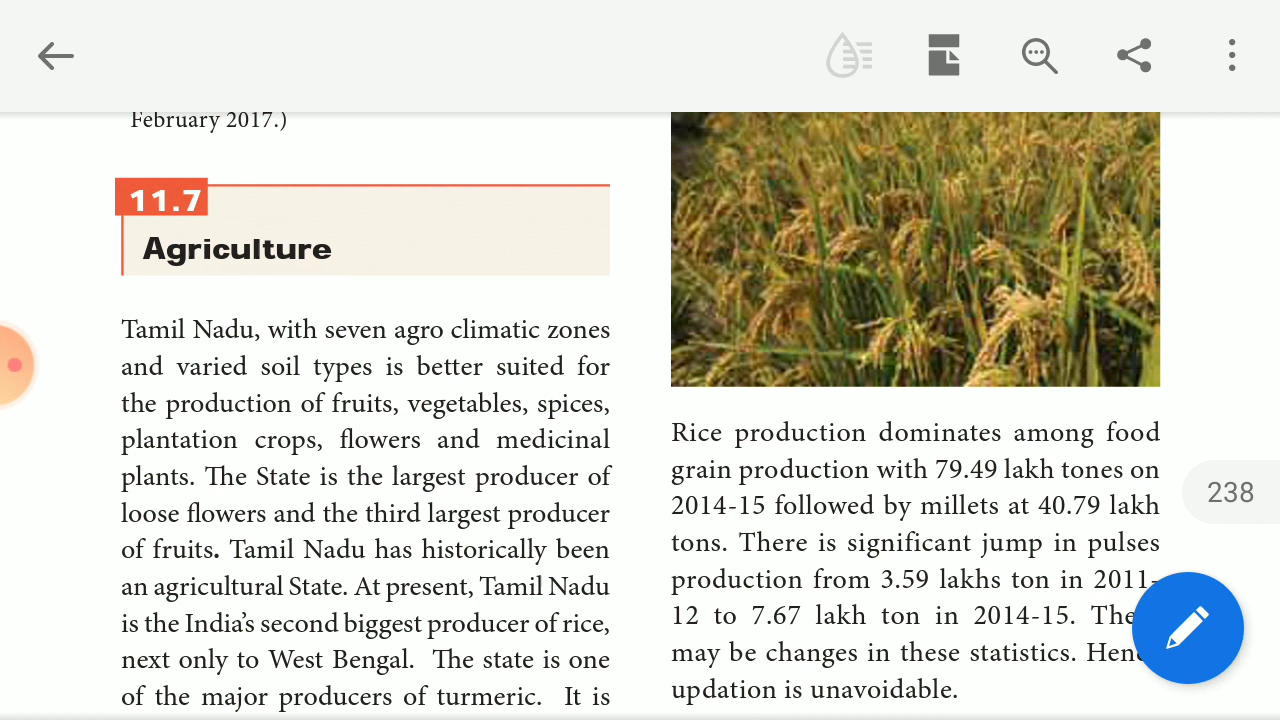 February 2017.)
11.7
Agriculture
Tamil Nadu, with seven agro climatic zones
and varied soil types is better suited for
the production of fruits, vegetables, spices,
plantation crops, flowers and medicinal
plants. The State is the largest producer of
loose flowers and the third largest producer
of fruits. Tamil Nadu has historically been
an agricultural State. At present, Tamil Nadu
is the India's second biggest producer of rice,
next only to West Bengal. The state is one
of the major producers of turmeric. It is
Rice production dominates among food
grain production with 79.49 lakh tones on
2014-15 followed by millets at 40.79 lakh
tons. There is significant jump in pulses
production from 3.59 lakhs ton in 2011-
12 to 7.67 lakh ton in 2014-15.
may be changes in these statistics.
updation is unavoidable.
238